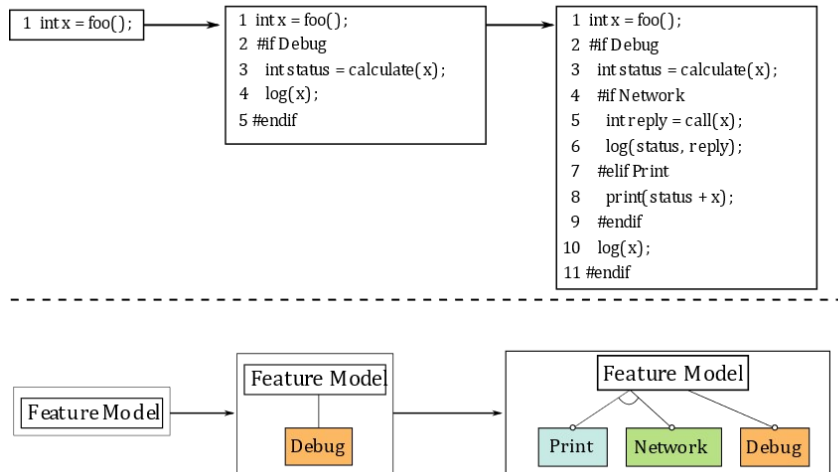 1 int x = foo();
1 int x = foo();
2 #if Debug
3 int status = calculate(x);
4 log(x);
5 #endif
1 int x = foo();
2 #if Debug
3 int status = calculate(x);
4 #if Network
5 int reply = call(x);
6 log(status, reply);
7 #elif Print
8 print(status + x);
9 #endif
10 log(x);
11 #endif
Feature Model
Feature Model
Debug
Feature Model
Print Network Debug